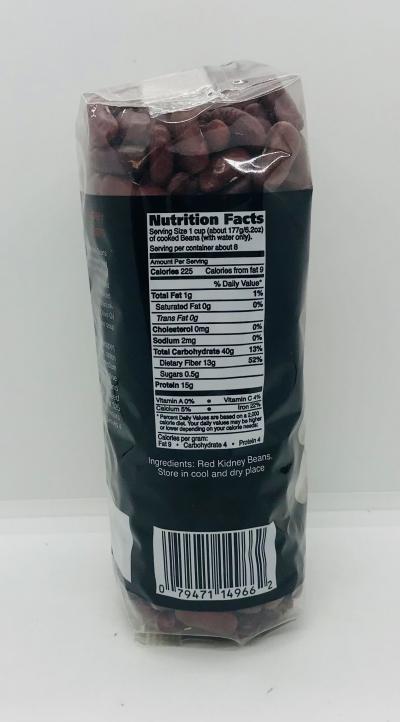 Nutrition Facts
Serving Size 1 cup (about 177g/6.2oz)
of cooked Beans (with water only).
Serving per container about 8
Amount Per Serving
Calories 225 Calories from fat 9
% Daily Value*
Total Fat 1g 1%
Saturated Fat 0g 0%
Trans Fat 0g
Cholesterol 0mg 0%
Sodium 2mg 0%
Total Carbohydrate 40g 13%
Dietary Fiber 13g 52%
Sugars 0.5g
Protein 15g
Vitamin A 0% • Vitamin C 4%
Calcium 5% • Iron 22%
* Percent Daily Values are based on a 2,000
calorie diet. Your daily values may be higher
or lower depending on your calorie needs:
Calories per gram:
Fat 9 • Carbohydrate 4 • Protein 4
Ingredients: Red Kidney Beans.
Store in cool and dry place
0 79471 14966 2